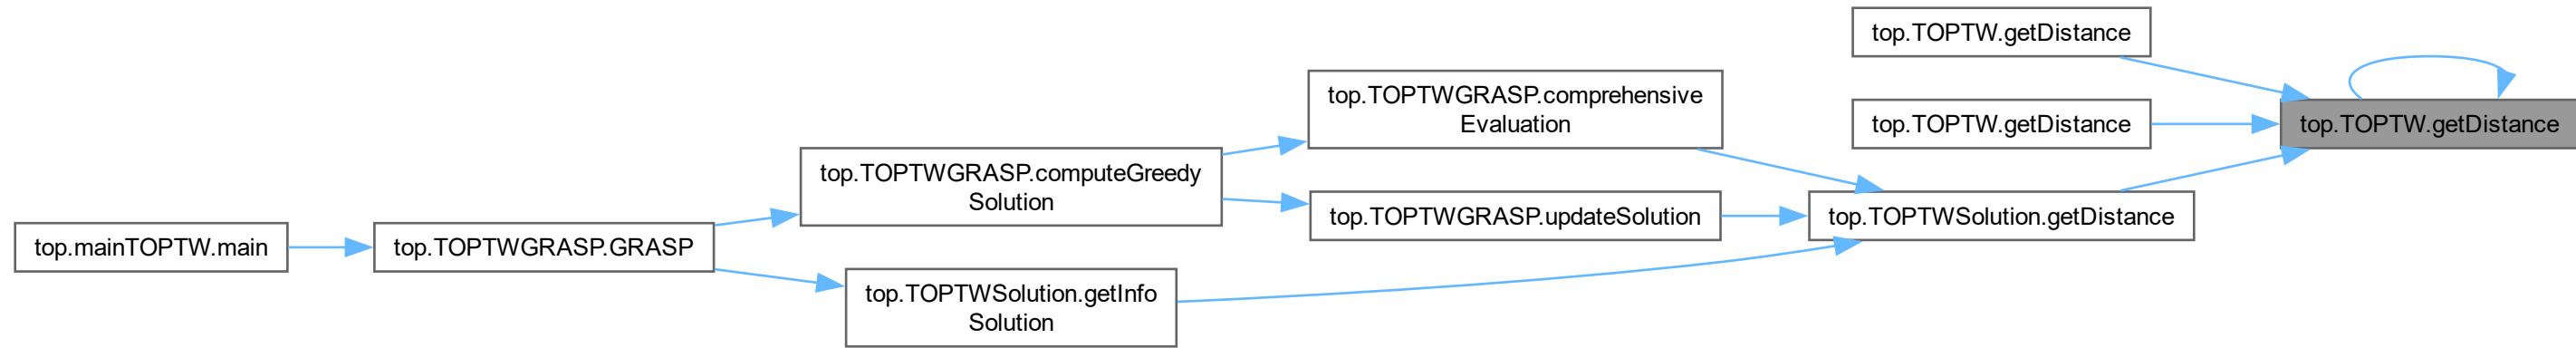 top.TOPTW.getDistance
top.TOPTWGRASP.comprehensive
Evaluation
top.TOPTW.getDistance
top.TOPTW.getDistance
top.TOPTWGRASP.computeGreedy
Solution
top.TOPTWGRASP.updateSolution
top.TOPTWSolution.getDistance
top.mainTOPTW.main
top.TOPTWGRASP.GRASP
top.TOPTWSolution.getInfo
Solution